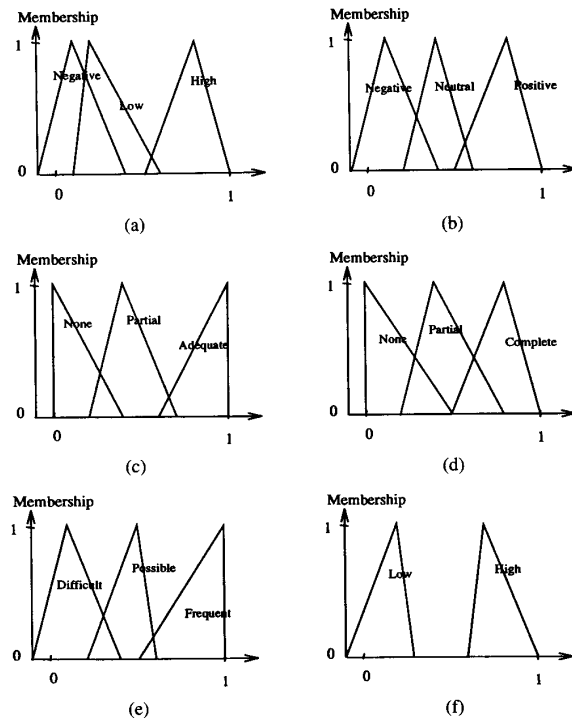 Membership
1
Negative
Low
High
0
0
1
(a)
Membership
1
Negative
Neutral
Positive
0
0
1
(b)
Membership
1
None
Partial
Adequate
0
0
1
(c)
Membership
1
None
Partial
Complete
0
0
1
(d)
Membership
1
Difficult
Possible
Frequent
0
0
1
(e)
Membership
1
Low
High
0
0
1
(f)